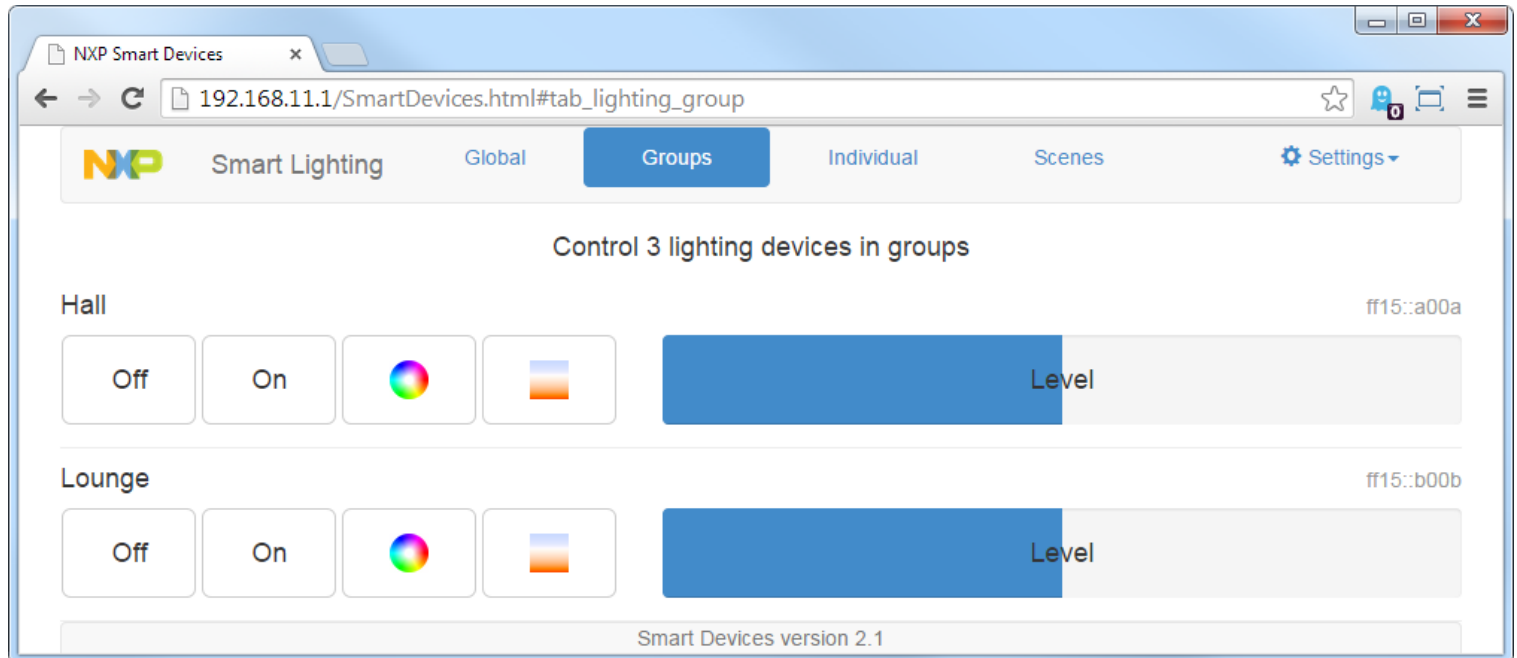 NXP Smart Devices
192.168.11.1/SmartDevices.html#tab_lighting_group
0
NXP Smart Lighting Global Groups Individual Scenes Settings
Control 3 lighting devices in groups
Hall ff15::a00a
Off On Level
Lounge ff15::b00b
Off On Level
Smart Devices version 2.1